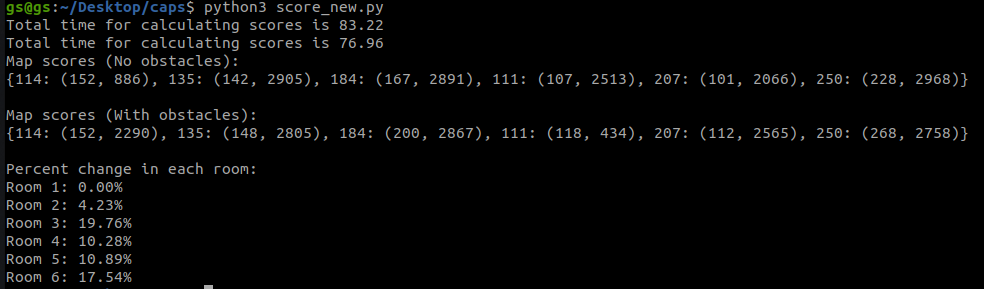 gs@gs:~/Desktop/caps$ python3 score_new.py
Total time for calculating scores is 83.22
Total time for calculating scores is 76.96
Map scores (No obstacles):
{114: (152, 886), 135: (142, 2905), 184: (167, 2891), 111: (107, 2513), 207: (101, 2066), 250: (228, 2968)}
Map scores (With obstacles):
{114: (152, 2290), 135: (148, 2805), 184: (200, 2867), 111: (118, 434), 207: (112, 2565), 250: (268, 2758)}
Percent change in each room:
Room 1: 0.00%
Room 2: 4.23%
Room 3: 19.76%
Room 4: 10.28%
Room 5: 10.89%
Room 6: 17.54%